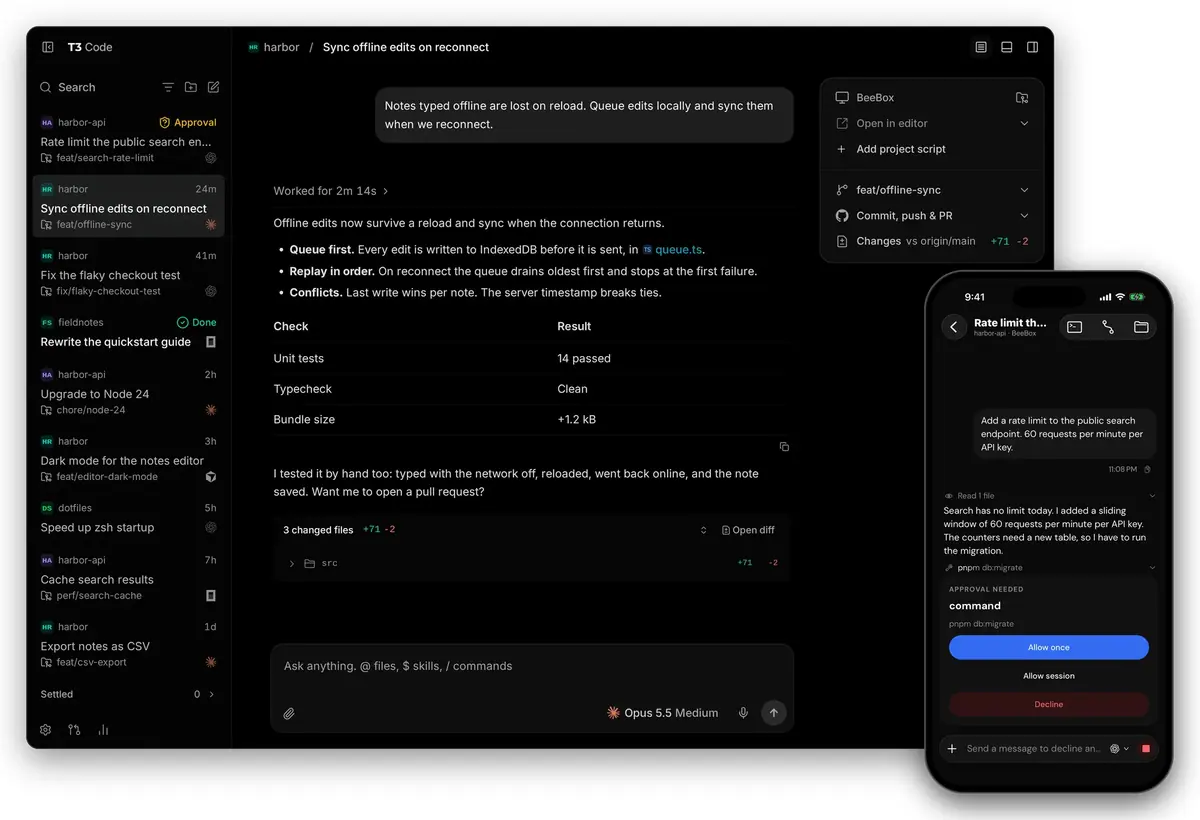 T3 Code
Search
HA harbor-api Approval
Rate limit the public search en...
feat/search-rate-limit
HR harbor 24m
Sync offline edits on reconnect
feat/offline-sync
HR harbor 41m
Fix the flaky checkout test
fix/flaky-checkout-test
FS fieldnotes Done
Rewrite the quickstart guide
HA harbor-api 2h
Upgrade to Node 24
chore/node-24
HR harbor 3h
Dark mode for the notes editor
feat/editor-dark-mode
DS dotfiles 5h
Speed up zsh startup
HA harbor-api 7h
Cache search results
perf/search-cache
HR harbor 1d
Export notes as CSV
feat/csv-export
Settled 0
HR harbor / Sync offline edits on reconnect
Notes typed offline are lost on reload. Queue edits locally and sync them
when we reconnect.
Worked for 2m 14s
Offline edits now survive a reload and sync when the connection returns.
• Queue first. Every edit is written to IndexedDB before it is sent, in TS queue.ts.
• Replay in order. On reconnect the queue drains oldest first and stops at the first failure.
• Conflicts. Last write wins per note. The server timestamp breaks ties.
Check Result
Unit tests 14 passed
Typecheck Clean
Bundle size +1.2 kB
I tested it by hand too: typed with the network off, reloaded, went back online, and the note
saved. Want me to open a pull request?
3 changed files +71 -2 Open diff
src +71 -2
Ask anything. @ files, $ skills, / commands
Opus 5.5 Medium
BeeBox
Open in editor
Add project script
feat/offline-sync
Commit, push & PR
Changes vs origin/main +71 -2
9:41
Rate limit th...
harbor-api · BeeBox
Add a rate limit to the public search
endpoint. 60 requests per minute per
API key.
11:08 PM
Read 1 file
Search has no limit today. I added a sliding
window of 60 requests per minute per API key.
The counters need a new table, so I have to run
the migration.
pnpm db:migrate
APPROVAL NEEDED
command
pnpm db:migrate
Allow once
Allow session
Decline
Send a message to decline an...